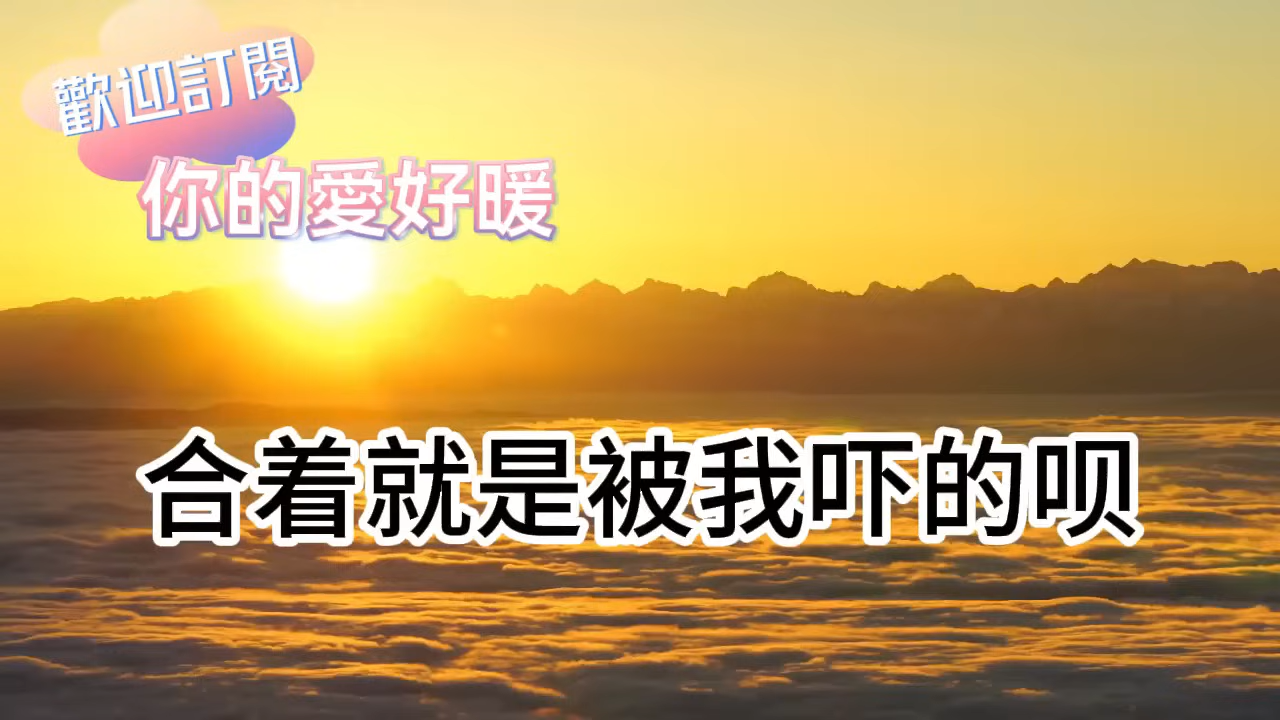 歡迎訂閱
你的愛好暖
合着就是被我吓的呗